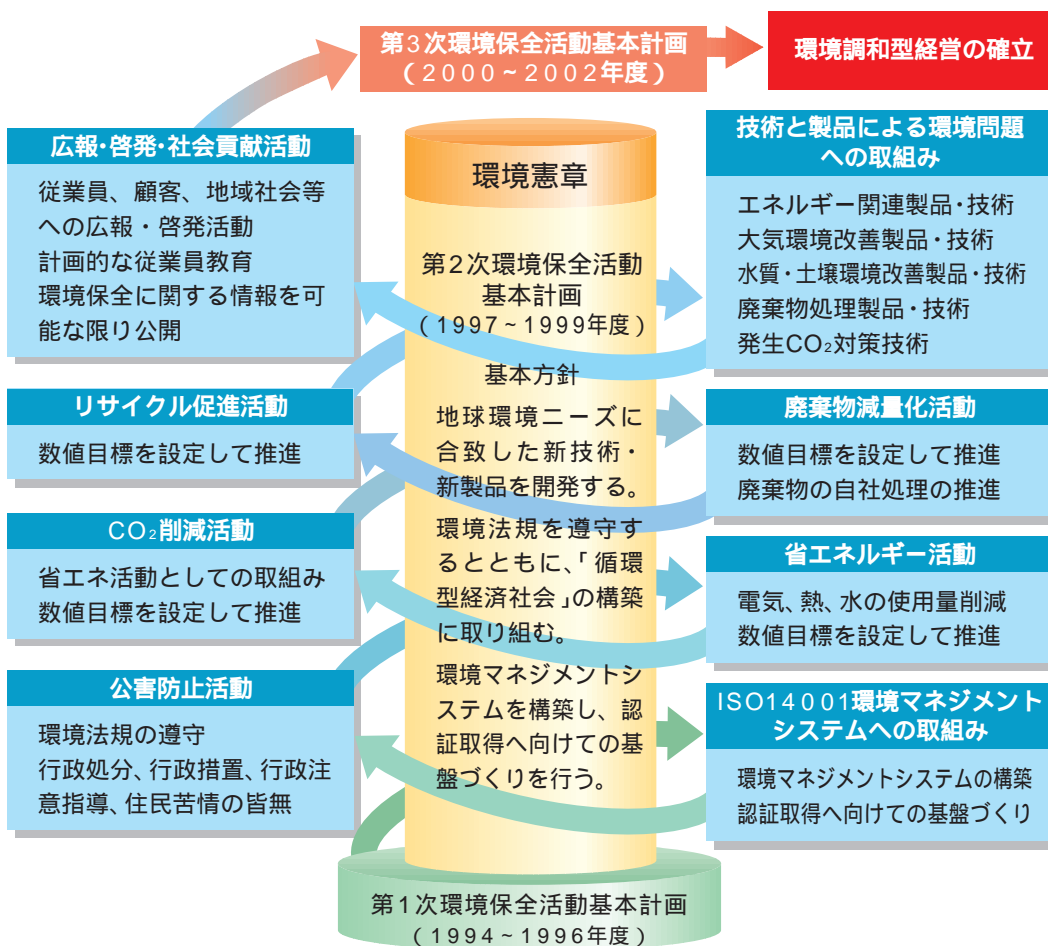 第3次環境保全活動基本計画
（2000~2002年度）
環境調和型経営の確立
広報･啓発･社会貢献活動
従業員、顧客、地域社会等
への広報・啓発活動
計画的な従業員教育
環境保全に関する情報を可
能な限り公開
リサイクル促進活動
数値目標を設定して推進
CO₂削減活動
省エネ活動としての取組み
数値目標を設定して推進
公害防止活動
環境法規の遵守
行政処分、行政措置、行政注
意指導、住民苦情の皆無
環境憲章
第2次環境保全活動
基本計画
（1997~1999年度）
基本方針
地球環境ニーズに
合致した新技術・
新製品を開発する。
環境法規を遵守す
るとともに、「循環
型経済社会」の構築
に取り組む。
環境マネジメントシ
ステムを構築し、認
証取得へ向けての基
盤づくりを行う。
第1次環境保全活動基本計画
（1994~1996年度）
技術と製品による環境問題
への取組み
エネルギー関連製品･技術
大気環境改善製品･技術
水質･土壌環境改善製品･技術
廃棄物処理製品･技術
発生CO₂対策技術
廃棄物減量化活動
数値目標を設定して推進
廃棄物の自社処理の推進
省エネルギー活動
電気、熱、水の使用量削減
数値目標を設定して推進
ISO14001環境マネジメント
システムへの取組み
環境マネジメントシステムの構築
認証取得へ向けての基盤づくり